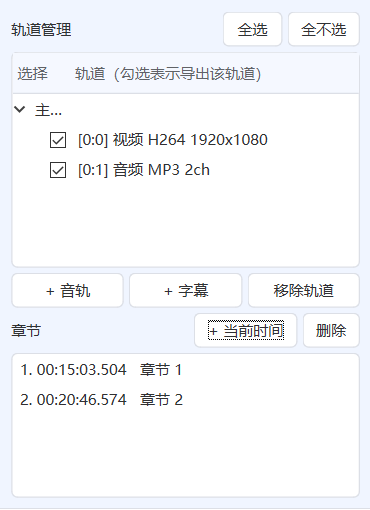 轨道管理 全选 全不选
选择 轨道（勾选表示导出该轨道）
主...
[0:0] 视频 H264 1920x1080
[0:1] 音频 MP3 2ch
+ 音轨 + 字幕 移除轨道
章节 + 当前时间 删除
1. 00:15:03.504 章节 1
2. 00:20:46.574 章节 2